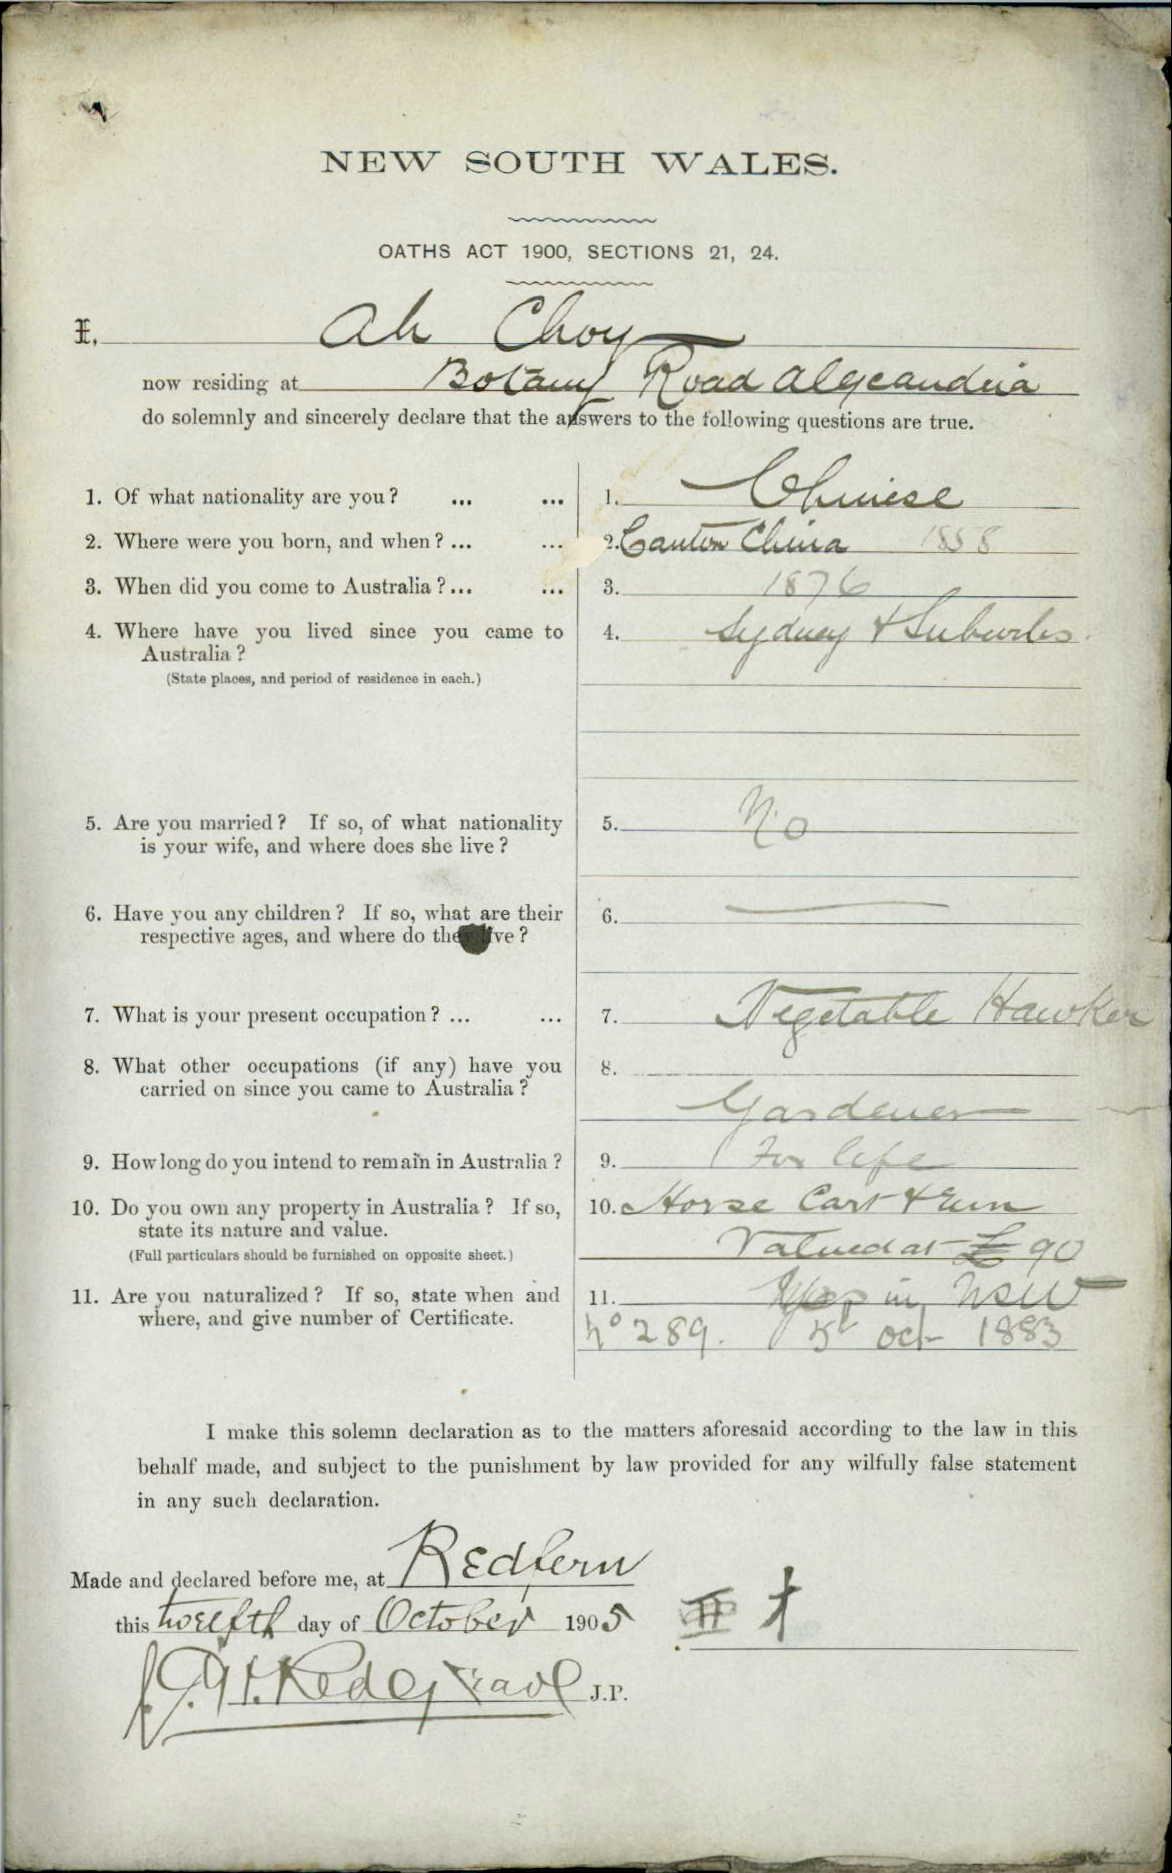 NEW SOUTH WALES.
OATHS ACT 1900, SECTIONS 21, 24.
I, Ah Choy
now residing at Botany Road Alexandria
do solemnly and sincerely declare that the answers to the following questions are true.
1. Of what nationality are you? ... ... 1. Chinese
2. Where were you born, and when? ... ... 2. Canton China 1858
3. When did you come to Australia? ... ... 3. 1876
4. Where have you lived since you came to 4. Sydney & Suburbs
Australia?
(State places, and period of residence in each.)
5. Are you married? If so, of what nationality 5. No
is your wife, and where does she live?
6. Have you any children? If so, what are their 6. —
respective ages, and where do they live?
7. What is your present occupation? ... ... 7. Vegetable Hawker
8. What other occupations (if any) have you 8.
carried on since you came to Australia?
Gardener
9. How long do you intend to remain in Australia? 9. For life
10. Do you own any property in Australia? If so, 10. Horse Cart &
state its nature and value. Valued at £ 90
(Full particulars should be furnished on opposite sheet.)
11. Are you naturalized? If so, state when and 11. Yes in NSW
where, and give number of Certificate. No 289. 5th Oct 1883
I make this solemn declaration as to the matters aforesaid according to the law in this
behalf made, and subject to the punishment by law provided for any wilfully false statement
in any such declaration.
Made and declared before me, at Redfern
this twelfth day of October 1905
Redgrave J.P.